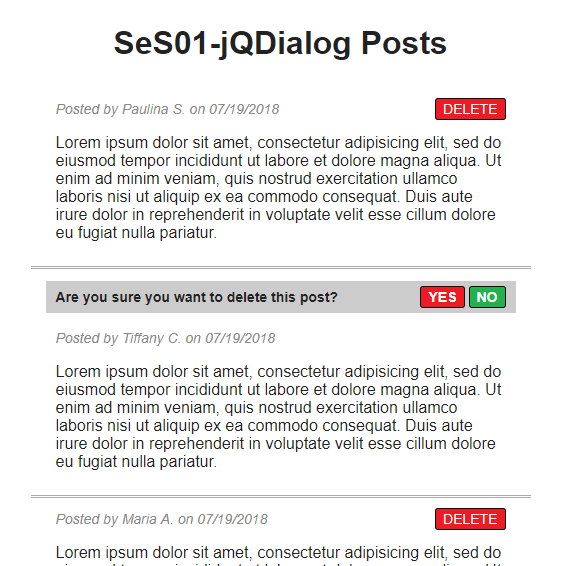 SeS01-jQDialog Posts
Posted by Paulina S. on 07/19/2018 DELETE
Lorem ipsum dolor sit amet, consectetur adipisicing elit, sed do
eiusmod tempor incididunt ut labore et dolore magna aliqua. Ut
enim ad minim veniam, quis nostrud exercitation ullamco
laboris nisi ut aliquip ex ea commodo consequat. Duis aute
irure dolor in reprehenderit in voluptate velit esse cillum dolore
eu fugiat nulla pariatur.
Are you sure you want to delete this post? YES NO
Posted by Tiffany C. on 07/19/2018
Lorem ipsum dolor sit amet, consectetur adipisicing elit, sed do
eiusmod tempor incididunt ut labore et dolore magna aliqua. Ut
enim ad minim veniam, quis nostrud exercitation ullamco
laboris nisi ut aliquip ex ea commodo consequat. Duis aute
irure dolor in reprehenderit in voluptate velit esse cillum dolore
eu fugiat nulla pariatur.
Posted by Maria A. on 07/19/2018 DELETE
Lorem ipsum dolor sit amet, consectetur adipisicing elit, sed do